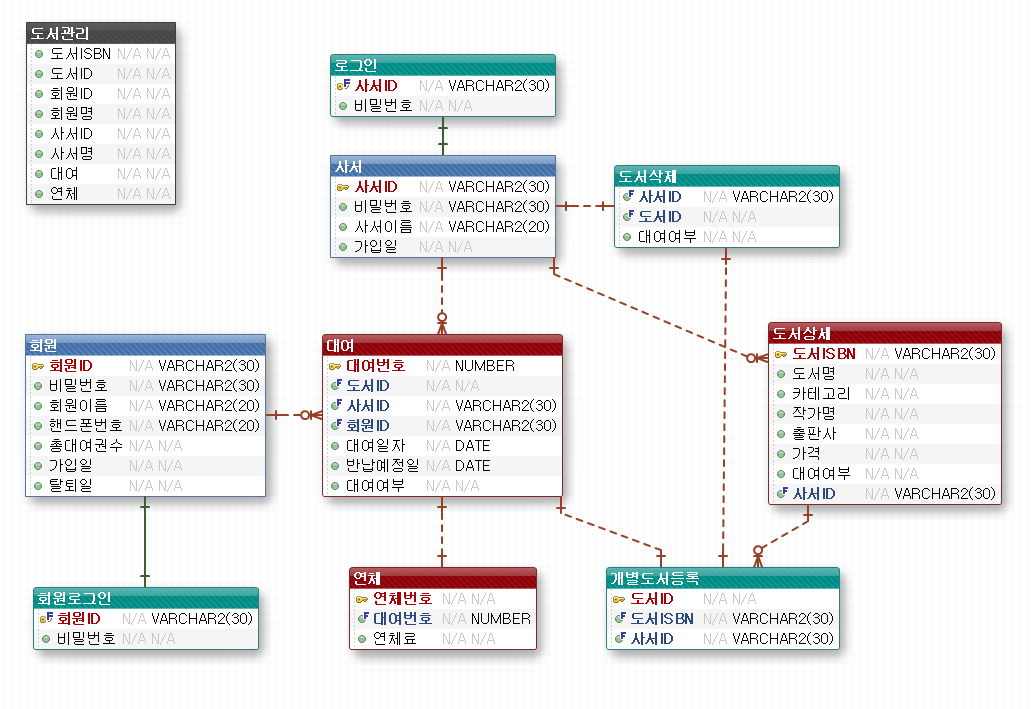 도서관리
도서ISBN N/A N/A
도서ID N/A N/A
회원ID N/A N/A
회원명 N/A N/A
사서ID N/A N/A
사서명 N/A N/A
대여 N/A N/A
연체 N/A N/A
로그인
사서ID N/A VARCHAR2(30)
비밀번호 N/A N/A
사서
사서ID N/A VARCHAR2(30)
비밀번호 N/A VARCHAR2(30)
사서이름 N/A VARCHAR2(20)
가입일 N/A N/A
도서삭제
사서ID N/A VARCHAR2(30)
도서ID N/A N/A
대여여부 N/A N/A
회원
회원ID N/A VARCHAR2(30)
비밀번호 N/A VARCHAR2(30)
회원이름 N/A VARCHAR2(20)
핸드폰번호 N/A VARCHAR2(20)
총대여권수 N/A N/A
가입일 N/A N/A
탈퇴일 N/A N/A
대여
대여번호 N/A NUMBER
도서ID N/A N/A
사서ID N/A VARCHAR2(30)
회원ID N/A VARCHAR2(30)
대여일자 N/A DATE
반납예정일 N/A DATE
대여여부 N/A N/A
도서상세
도서ISBN N/A VARCHAR2(30)
도서명 N/A N/A
카테고리 N/A N/A
작가명 N/A N/A
출판사 N/A N/A
가격 N/A N/A
대여여부 N/A N/A
사서ID N/A VARCHAR2(30)
회원로그인
회원ID N/A VARCHAR2(30)
비밀번호 N/A N/A
연체
연체번호 N/A N/A
대여번호 N/A NUMBER
연체료 N/A N/A
개별도서등록
도서ID N/A N/A
도서ISBN N/A VARCHAR2(30)
사서ID N/A VARCHAR2(30)